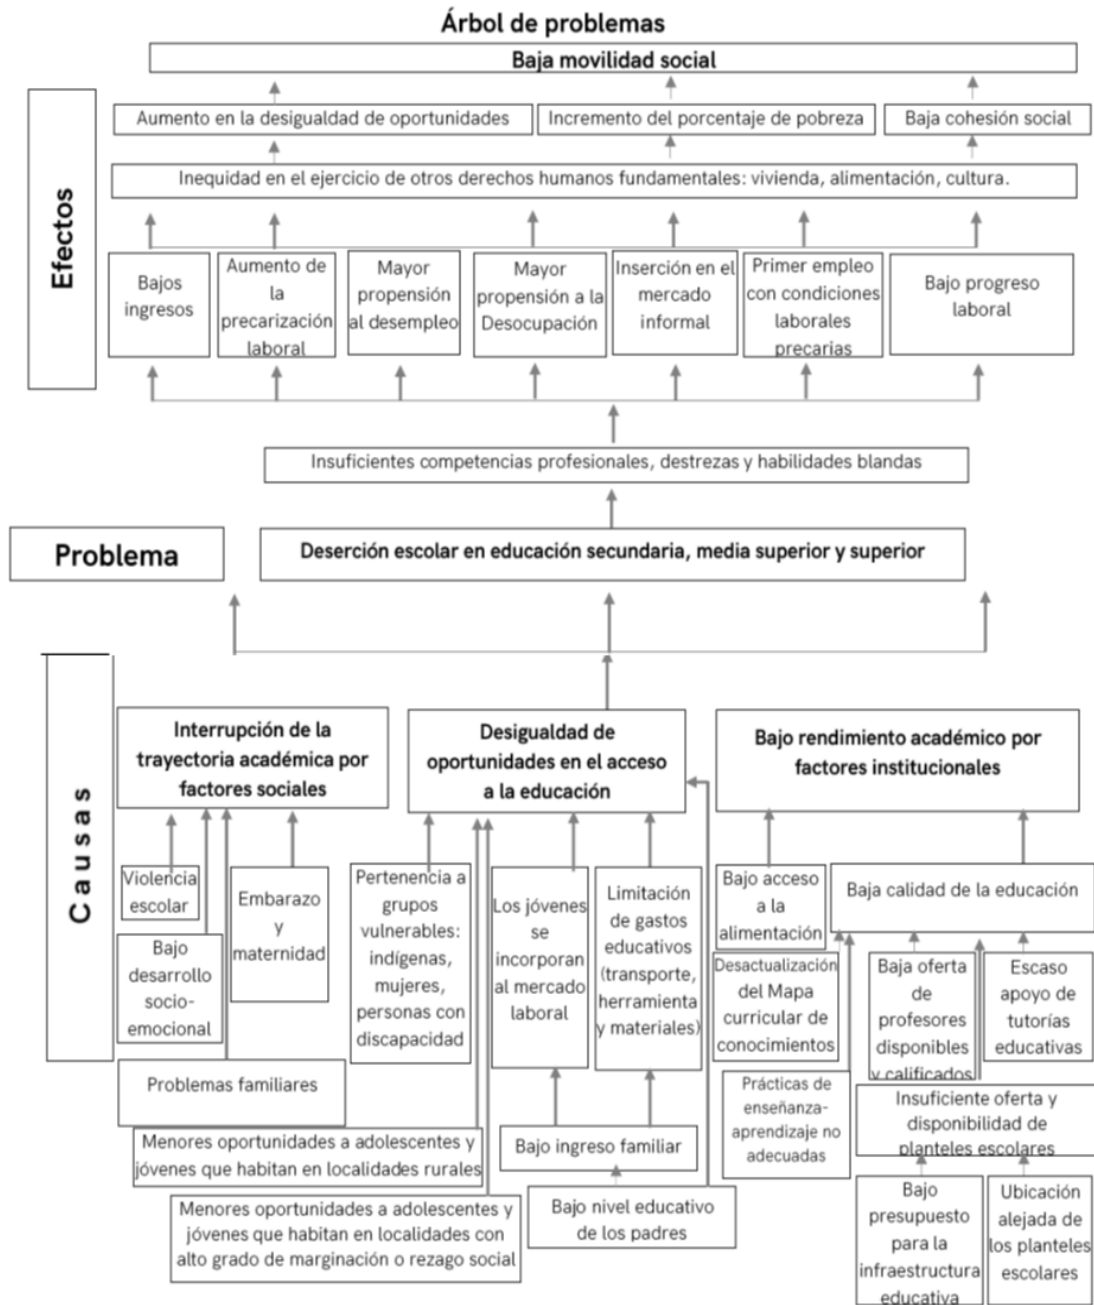 Árbol de problemas
Baja movilidad social
Efectos
Aumento en la desigualdad de oportunidades
Incremento del porcentaje de pobreza
Baja cohesión social
Inequidad en el ejercicio de otros derechos humanos fundamentales: vivienda, alimentación, cultura.
Bajos
ingresos
Aumento de
la
precarización
laboral
Mayor
propensión
al desempleo
Mayor
propensión a la
Desocupación
Inserción en el
mercado
informal
Primer empleo
con condiciones
laborales
precarias
Bajo progreso
laboral
Insuficientes competencias profesionales, destrezas y habilidades blandas
Problema
Deserción escolar en educación secundaria, media superior y superior
Causas
Interrupción de la
trayectoria académica por
factores sociales
Desigualdad de
oportunidades en el acceso
a la educación
Bajo rendimiento académico por
factores institucionales
Violencia
escolar
Bajo
desarrollo
socio-
emocional
Embarazo
y
maternidad
Problemas familiares
Pertenencia a
grupos
vulnerables:
indígenas,
mujeres,
personas con
discapacidad
Los jóvenes
se
incorporan
al mercado
laboral
Limitación
de gastos
educativos
(transporte,
herramienta
y materiales)
Menores oportunidades a adolescentes y
jóvenes que habitan en localidades rurales
Menores oportunidades a adolescentes y
jóvenes que habitan en localidades con
alto grado de marginación o rezago social
Bajo ingreso familiar
Bajo nivel educativo
de los padres
Bajo acceso
a la
alimentación
Baja calidad de la educación
Desactualización
del Mapa
curricular de
conocimientos
Baja oferta
de
profesores
disponibles
y calificados
Escaso
apoyo de
tutorías
educativas
Prácticas de
enseñanza-
aprendizaje no
adecuadas
Insuficiente oferta y
disponibilidad de
planteles escolares
Bajo
presupuesto
para la
infraestructura
educativa
Ubicación
alejada de
los planteles
escolares